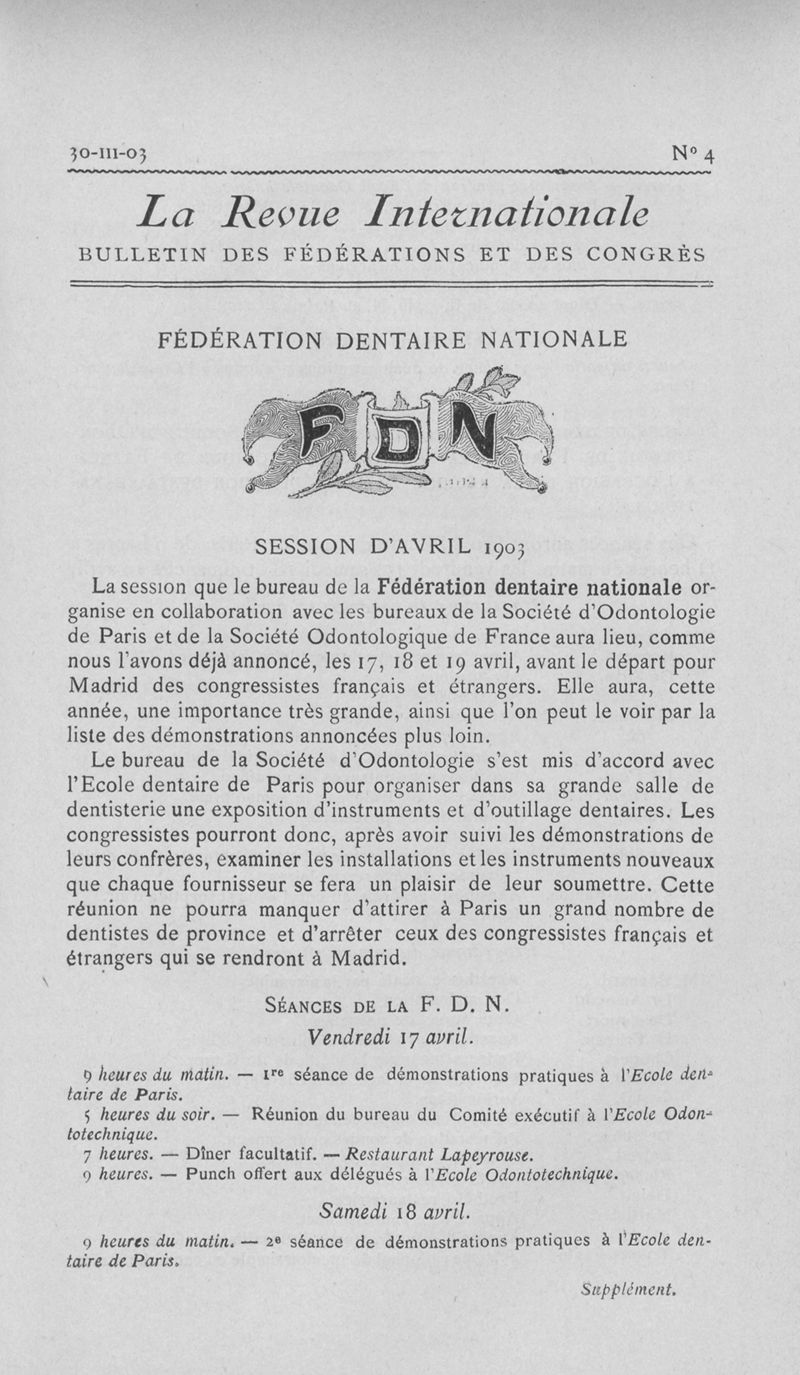 30-III-03 N° 4
La Revue Internationale
BULLETIN DES FÉDÉRATIONS ET DES CONGRÈS
FÉDÉRATION DENTAIRE NATIONALE
FDN
SESSION D'AVRIL 1903
La session que le bureau de la Fédération dentaire nationale or-
ganise en collaboration avec les bureaux de la Société d'Odontologie
de Paris et de la Société Odontologique de France aura lieu, comme
nous l'avons déjà annoncé, les 17, 18 et 19 avril, avant le départ pour
Madrid des congressistes français et étrangers. Elle aura, cette
année, une importance très grande, ainsi que l'on peut le voir par la
liste des démonstrations annoncées plus loin.
Le bureau de la Société d'Odontologie s'est mis d'accord avec
l'Ecole dentaire de Paris pour organiser dans sa grande salle de
dentisterie une exposition d'instruments et d'outillage dentaires. Les
congressistes pourront donc, après avoir suivi les démonstrations de
leurs confrères, examiner les installations et les instruments nouveaux
que chaque fournisseur se fera un plaisir de leur soumettre. Cette
réunion ne pourra manquer d'attirer à Paris un grand nombre de
dentistes de province et d'arrêter ceux des congressistes français et
étrangers qui se rendront à Madrid.
SÉANCES DE LA F. D. N.
Vendredi 17 avril.
9 heures du matin. — 1re séance de démonstrations pratiques à l'Ecole den-
taire de Paris.
5 heures du soir. — Réunion du bureau du Comité exécutif à l'Ecole Odon-
totechnique.
7 heures. — Dîner facultatif. — Restaurant Lapeyrouse.
9 heures. — Punch offert aux délégués à l'Ecole Odontotechnique.
Samedi 18 avril.
9 heures du matin. — 2e séance de démonstrations pratiques à l'Ecole den-
taire de Paris.
Supplément.